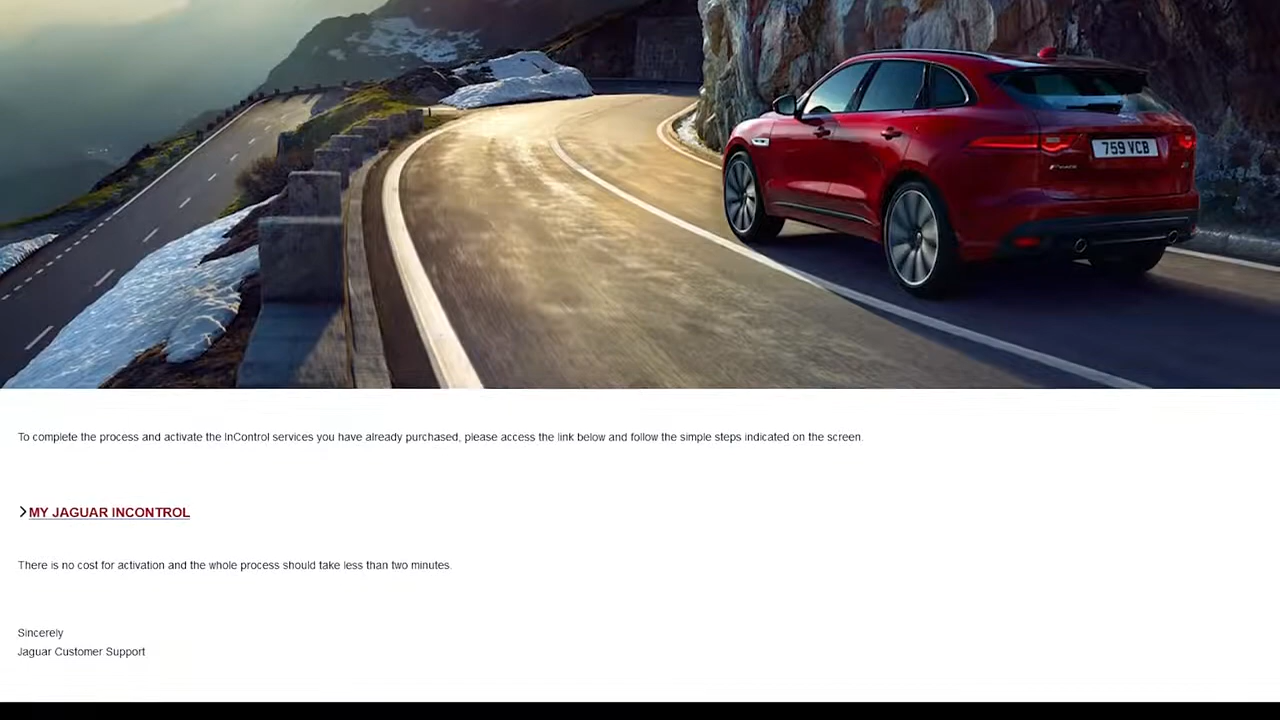 759 VCB
To complete the process and activate the InControl services you have already purchased, please access the link below and follow the simple steps indicated on the screen.
MY JAGUAR INCONTROL
There is no cost for activation and the whole process should take less than two minutes.
Sincerely
Jaguar Customer Support